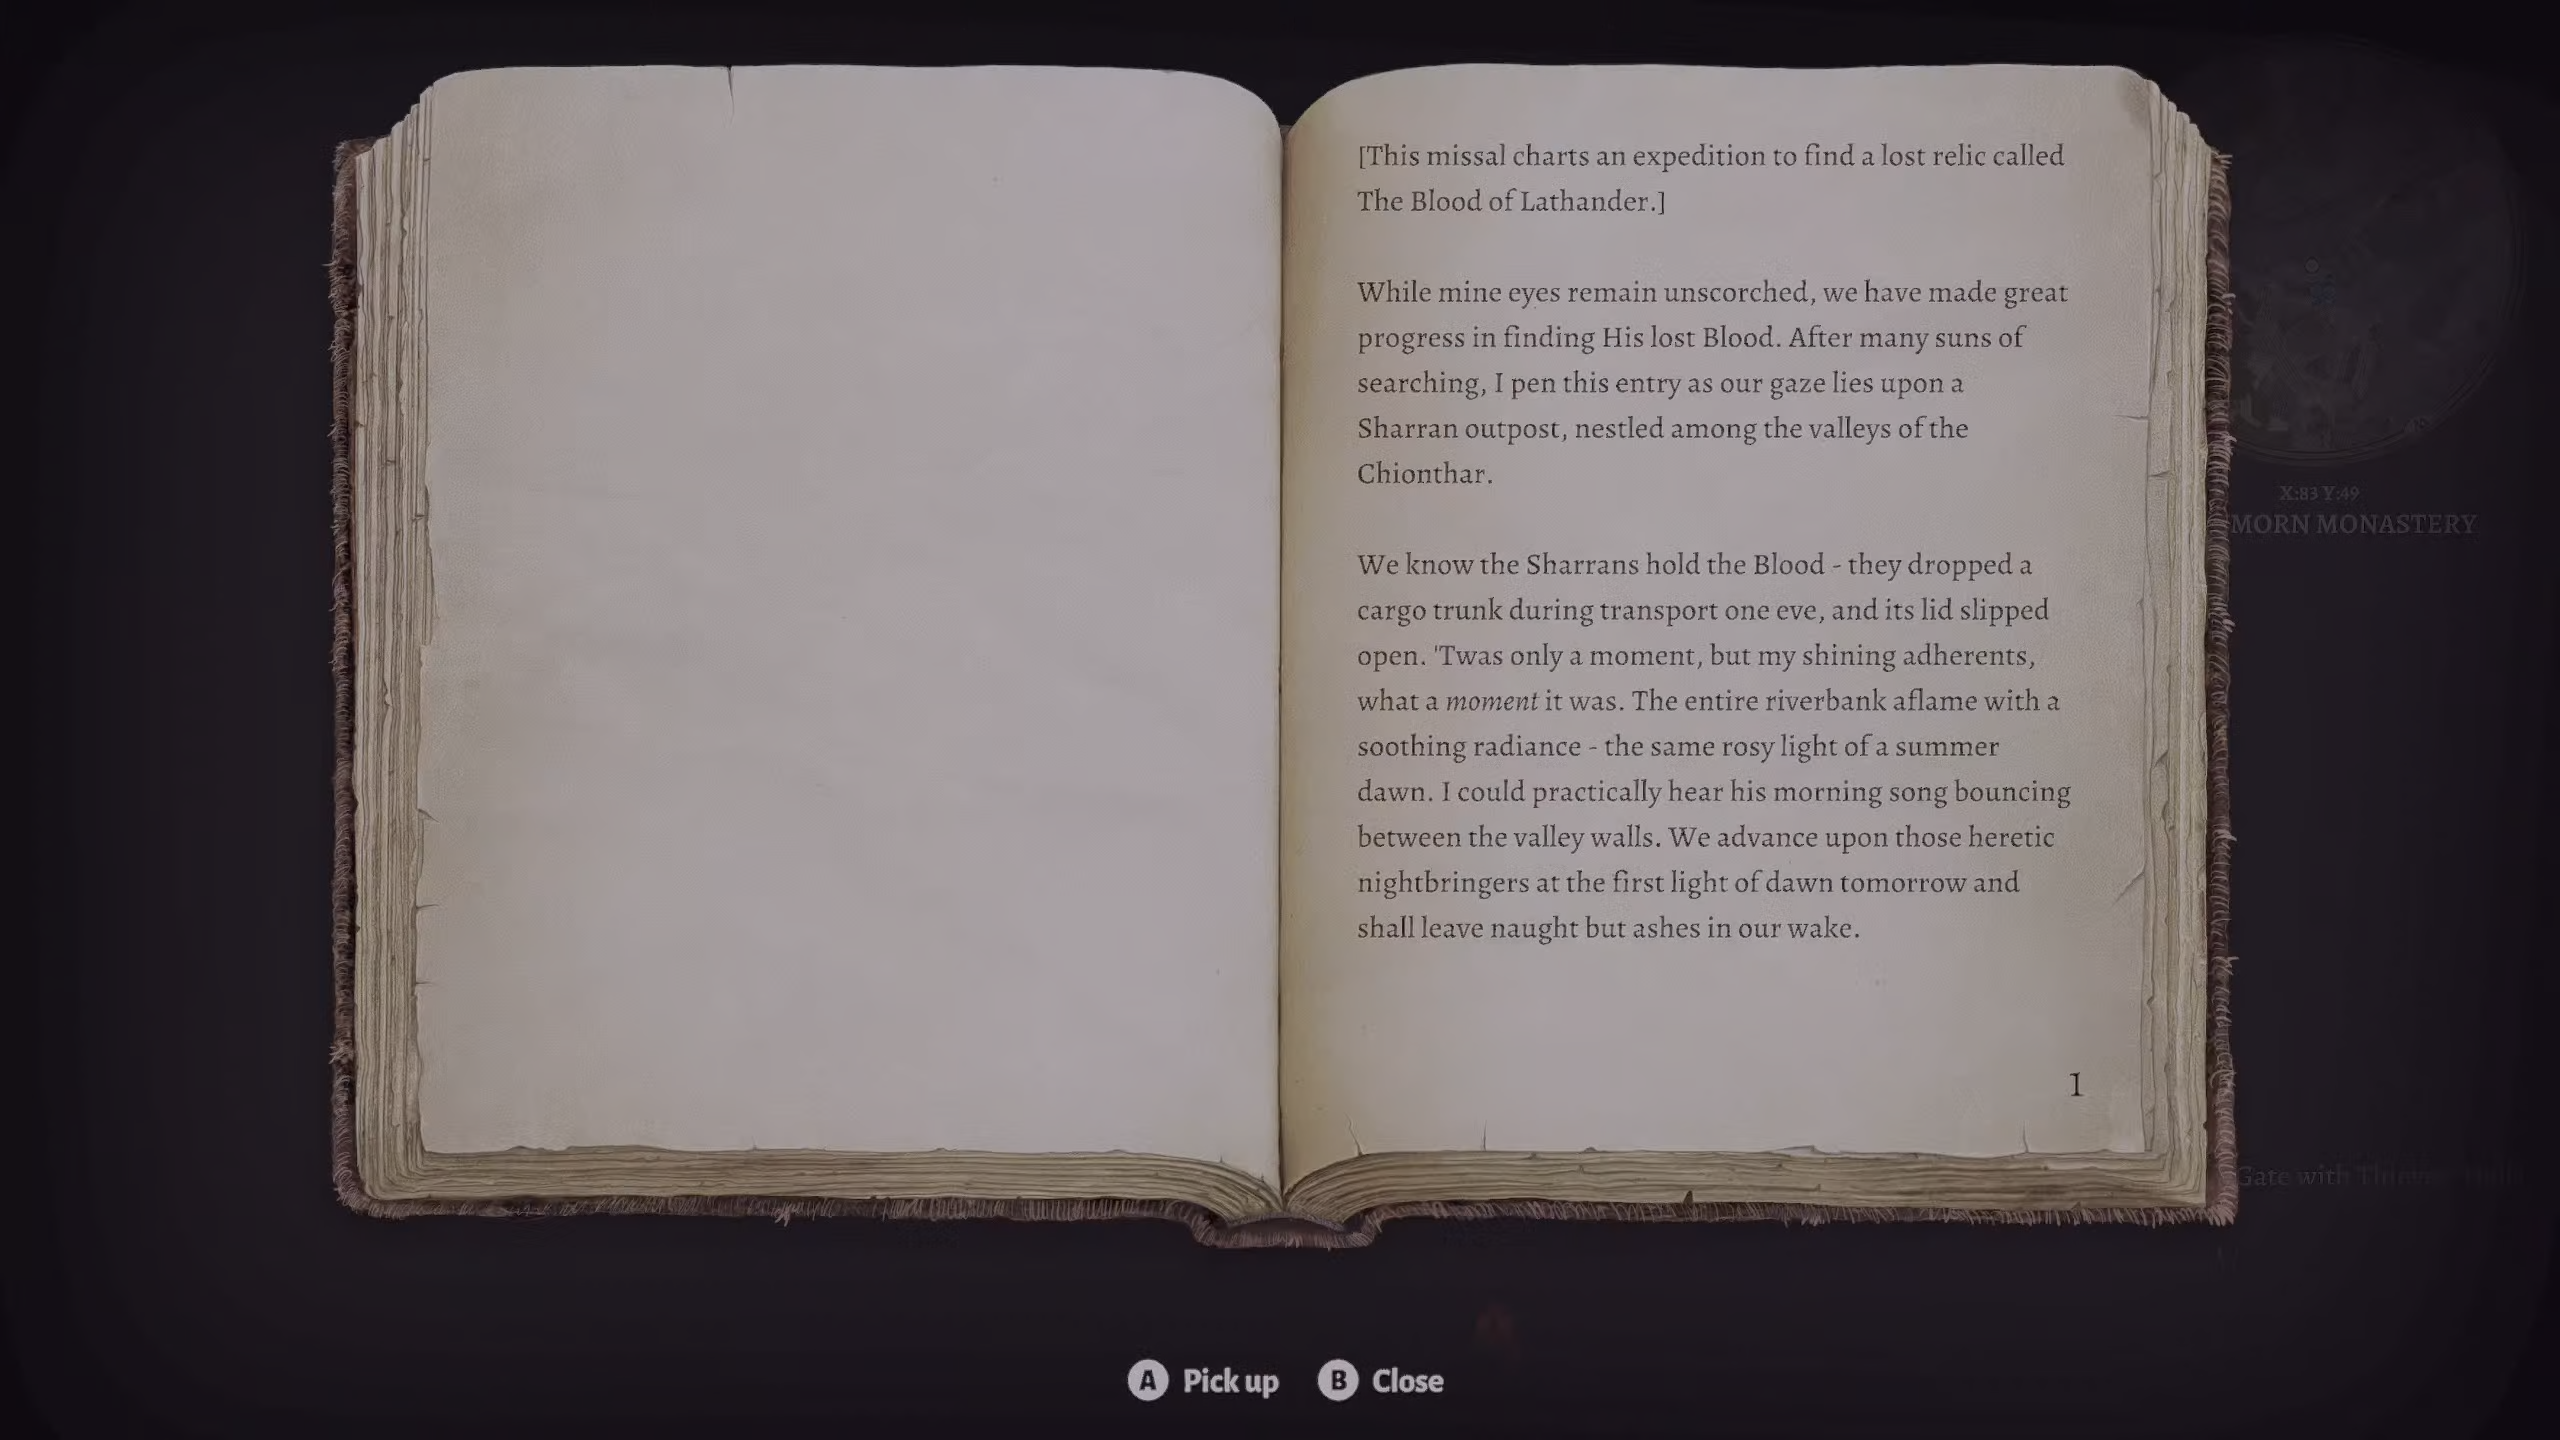 [This missal charts an expedition to find a lost relic called
The Blood of Lathander.]
While mine eyes remain unscorched, we have made great
progress in finding His lost Blood. After many suns of
searching, I pen this entry as our gaze lies upon a
Sharran outpost, nestled among the valleys of the
Chionthar.
We know the Sharrans hold the Blood - they dropped a
cargo trunk during transport one eve, and its lid slipped
open. 'Twas only a moment, but my shining adherents,
what a moment it was. The entire riverbank aflame with a
soothing radiance - the same rosy light of a summer
dawn. I could practically hear his morning song bouncing
between the valley walls. We advance upon those heretic
nightbringers at the first light of dawn tomorrow and
shall leave naught but ashes in our wake.
1
X:83 Y:49
MORN MONASTERY
Gate with
A Pick up B Close